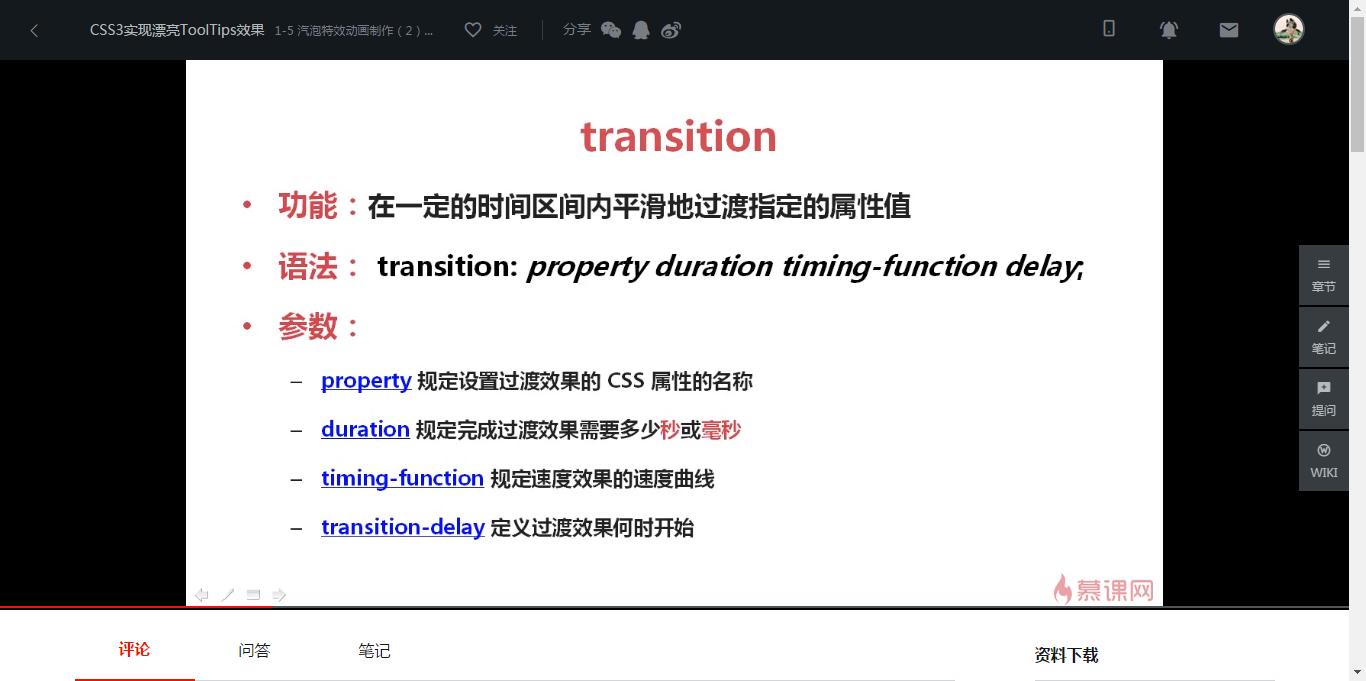 CSS3实现漂亮ToolTips效果 1-5 汽泡特效动画制作（2）... 关注 分享
transition
• 功能：在一定的时间区间内平滑地过渡指定的属性值
• 语法： transition: property duration timing-function delay;
• 参数：
– property 规定设置过渡效果的 CSS 属性的名称
– duration 规定完成过渡效果需要多少秒或毫秒
– timing-function 规定速度效果的速度曲线
– transition-delay 定义过渡效果何时开始
章节
笔记
提问
WIKI
慕课网
评论 问答 笔记
资料下载